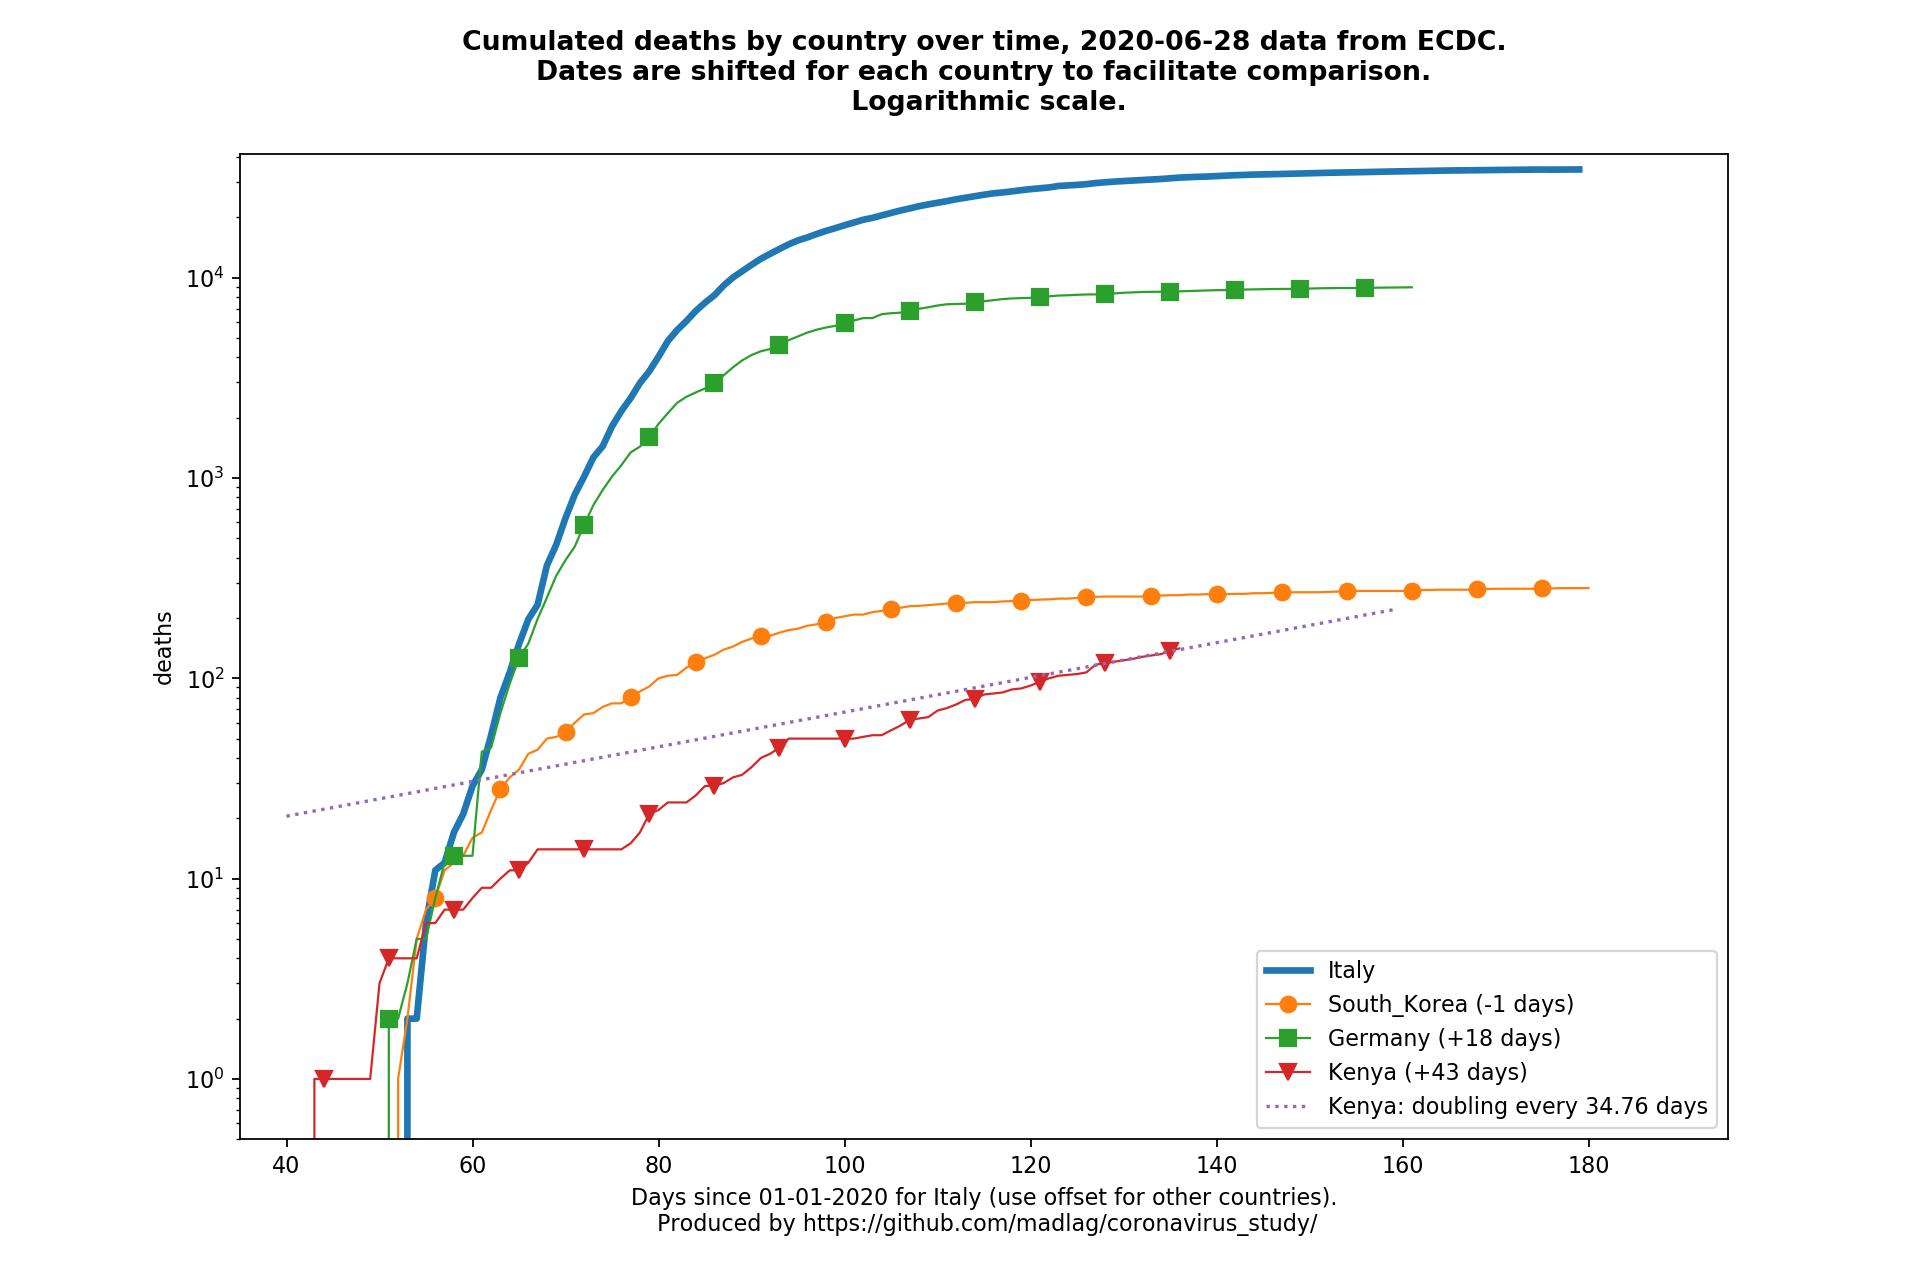 Cumulated deaths by country over time, 2020-06-28 data from ECDC.
Dates are shifted for each country to facilitate comparison.
Logarithmic scale.
deaths
10⁴
10³
10²
10¹
10⁰
40 60 80 100 120 140 160 180
Italy
South_Korea (-1 days)
Germany (+18 days)
Kenya (+43 days)
Kenya: doubling every 34.76 days
Days since 01-01-2020 for Italy (use offset for other countries).
Produced by https://github.com/madlag/coronavirus_study/